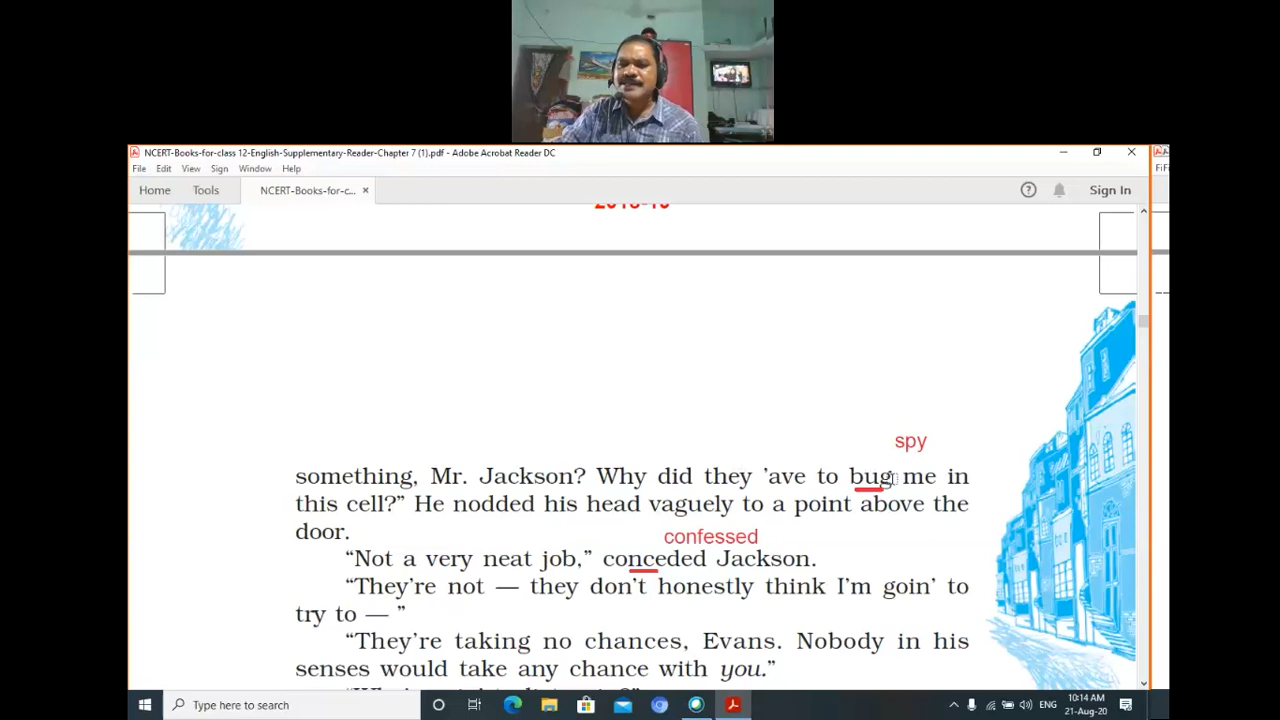 NCERT-Books-for-class 12-English-Supplementary-Reader-Chapter 7 (1).pdf - Adobe Acrobat Reader DC
File Edit View Sign Window Help
Home Tools NCERT-Books-for-c... × Sign In
spy
something, Mr. Jackson? Why did they ’ave to bug me in
this cell?” He nodded his head vaguely to a point above the
door.
confessed
“Not a very neat job,” conceded Jackson.
“They’re not — they don’t honestly think I’m goin’ to
try to — ”
“They’re taking no chances, Evans. Nobody in his
senses would take any chance with you.”
Type here to search
ENG
10:14 AM
21-Aug-20